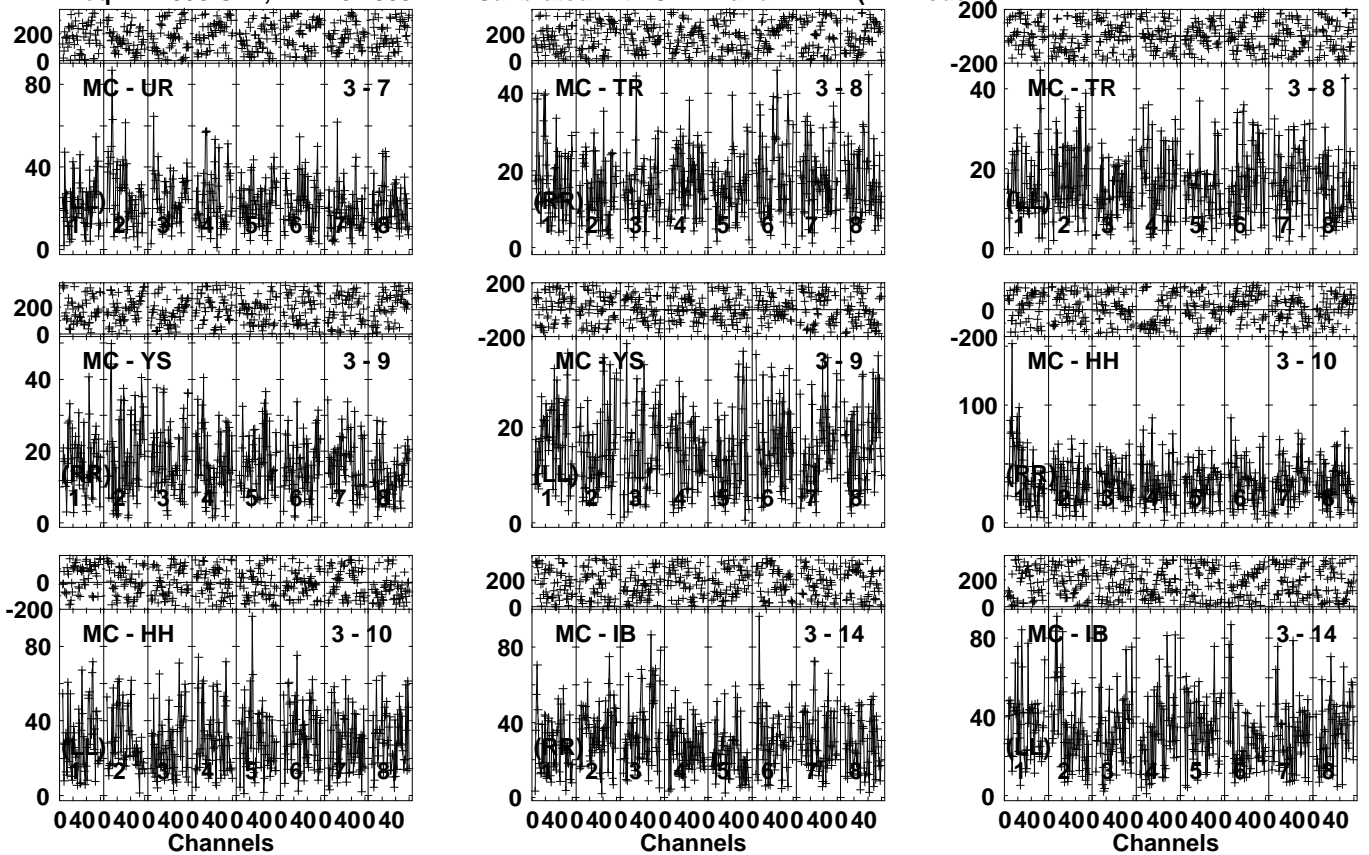 200 200 200
0 0 -200
80 MC - UR 3 - 7 40 MC - TR 3 - 8 40 MC - TR 3 - 8
40 20 20
(LL) (RR) (LL)
1 2 3 4 5 6 7 8 1 2 3 4 5 6 7 8 1 2 3 4 5 6 7 8
0 0 0
200 200 0
0 -200 -200
MC - YS 3 - 9 MC - YS 3 - 9 MC - HH 3 - 10
40 100
20 20
(RR) (LL) (RR)
1 2 3 4 5 6 7 8 1 2 3 4 5 6 7 8 1 2 3 4 5 6 7 8
0 0 0
0 200 200
-200 0 0
MC - HH 3 - 10 MC - IB 3 - 14 MC - IB 3 - 14
80 80 80
40 40 40
(LL) (RR) (LL)
1 2 3 4 5 6 7 8 1 2 3 4 5 6 7 8 1 2 3 4 5 6 7 8
0 0 0
0 40 0 40 0 40 0 40 0 40 0 40 0 40 0 40 0 40 0 40 0 40 0 40 0 40 0 40 0 40 0 40 0 40 0 40 0 40 0 40 0 40 0 40 0 40 0 40
Channels Channels Channels